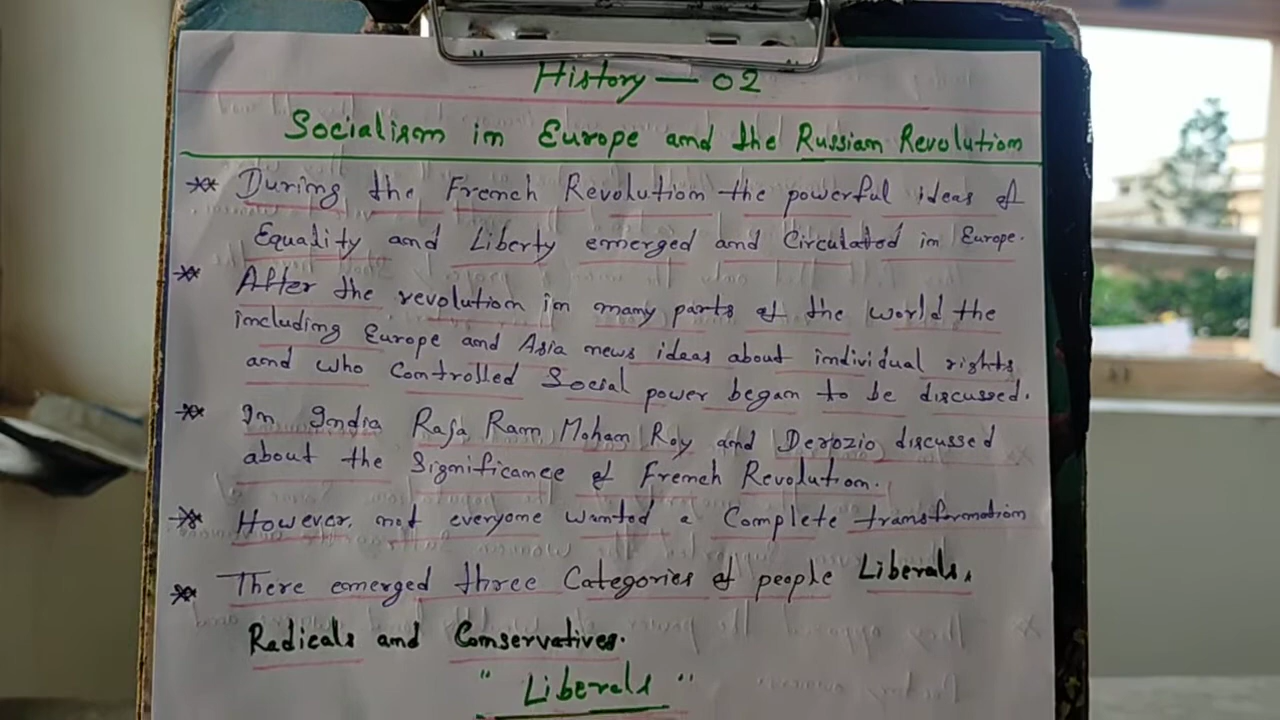 History — 02
Socialism in Europe and the Russian Revolution
During the French Revolution the powerful ideas of
Equality and Liberty emerged and Circulated in Europe.
After the revolution in many parts of the world the
including Europe and Asia news ideas about individual rights
and who controlled Social power began to be discussed.
In India Raja Ram Mohan Roy and Derozio discussed
about the Significance of French Revolution.
However, not everyone wanted a Complete transformation
There emerged three Categories of people Liberals,
Radicals and Conservatives.
"Liberals"